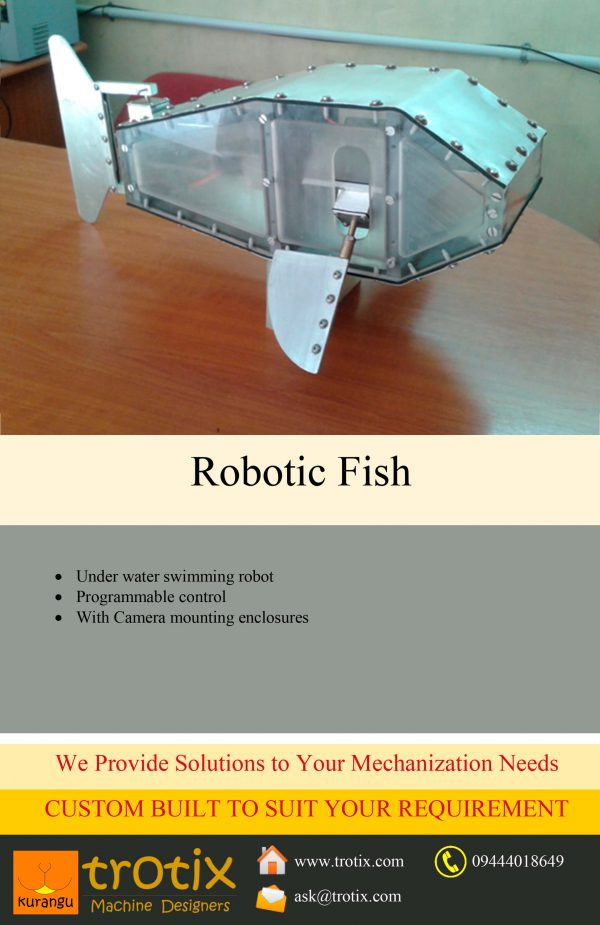 Robotic Fish
• Under water swimming robot
• Programmable control
• With Camera mounting enclosures
We Provide Solutions to Your Mechanization Needs
CUSTOM BUILT TO SUIT YOUR REQUIREMENT
kurangu
trotix
Machine Designers
www.trotix.com
09444018649
ask@trotix.com